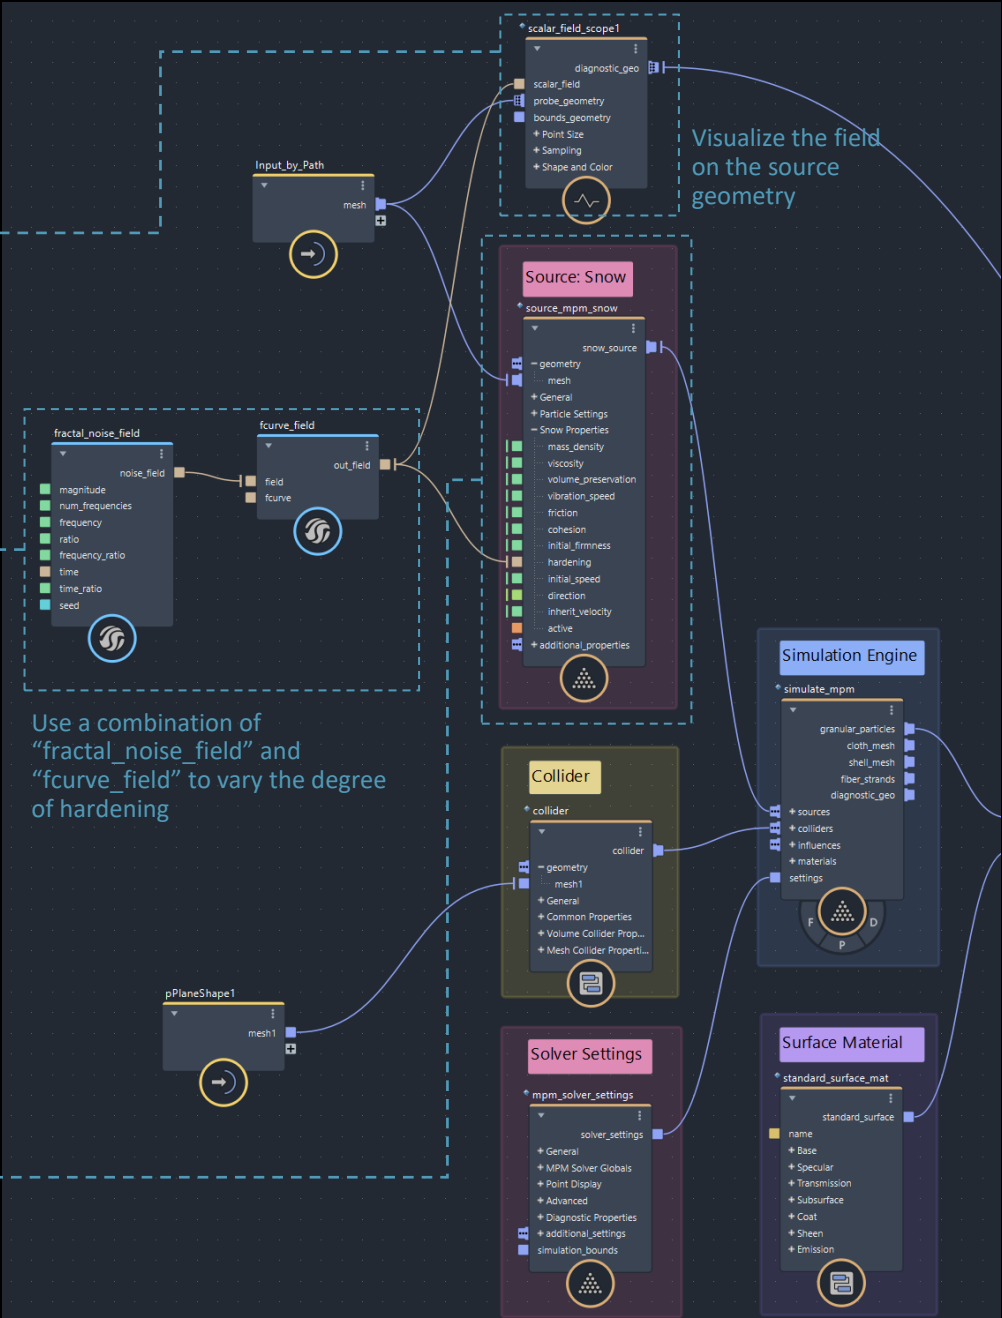 scalar_field_scope1
diagnostic_geo
scalar_field
probe_geometry
bounds_geometry
Point Size
Sampling
Shape and Color
Visualize the field
on the source
geometry
Input_by_Path
mesh
Source: Snow
source_mpm_snow
snow_source
geometry
mesh
General
Particle Settings
Snow Properties
mass_density
viscosity
volume_preservation
vibration_speed
friction
cohesion
initial_firmness
hardening
initial_speed
direction
inherit_velocity
active
additional_properties
fractal_noise_field
noise_field
magnitude
num_frequencies
frequency
ratio
frequency_ratio
time
time_ratio
seed
fcurve_field
out_field
field
fcurve
Use a combination of
“fractal_noise_field” and
“fcurve_field” to vary the degree
of hardening
Simulation Engine
simulate_mpm
granular_particles
cloth_mesh
shell_mesh
fiber_strands
diagnostic_geo
sources
colliders
influences
materials
settings
F
D
P
Collider
collider
collider
geometry
mesh1
General
Common Properties
Volume Collider Prop...
Mesh Collider Properti...
pPlaneShape1
mesh1
Solver Settings
mpm_solver_settings
solver_settings
General
MPM Solver Globals
Point Display
Advanced
Diagnostic Properties
additional_settings
simulation_bounds
Surface Material
standard_surface_mat
standard_surface
name
Base
Specular
Transmission
Subsurface
Coat
Sheen
Emission